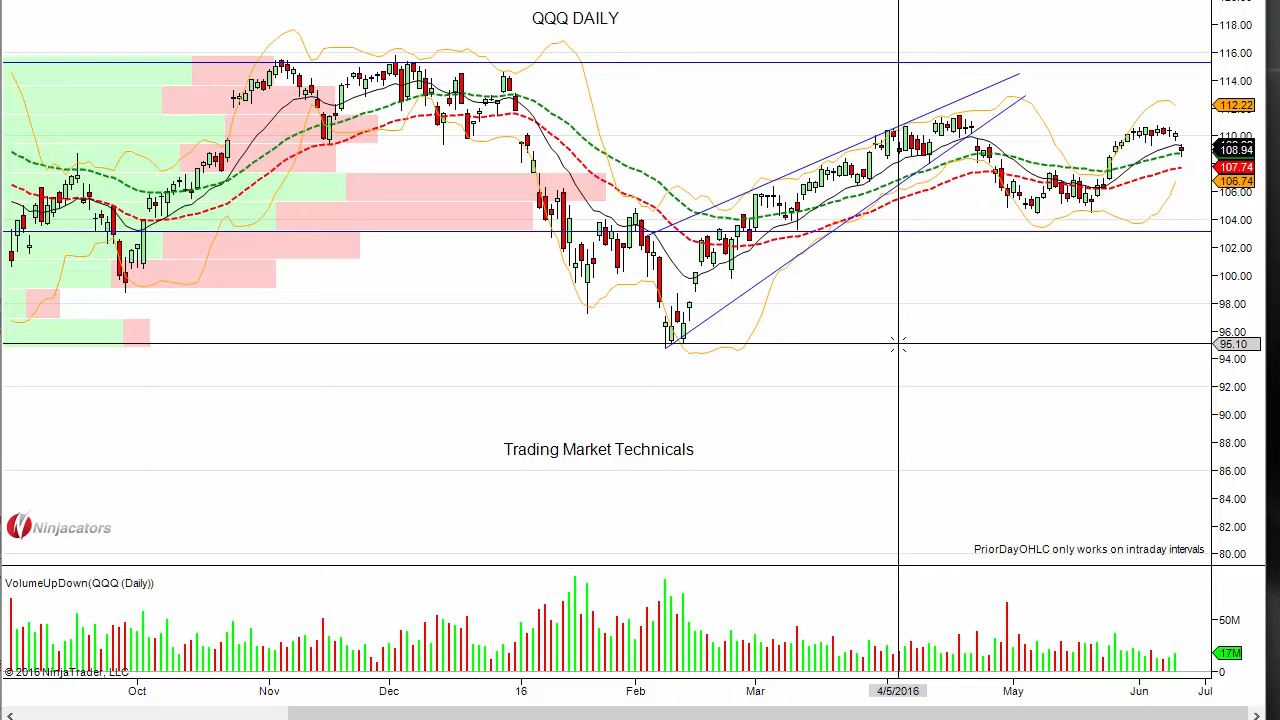 QQQ DAILY
118.00
116.00
114.00
112.22
110.00
108.94
107.74
106.74
106.00
104.00
102.00
100.00
98.00
96.00
95.10
94.00
92.00
90.00
88.00
Trading Market Technicals
86.00
84.00
82.00
Ninjacators
PriorDayOHLC only works on intraday intervals
80.00
VolumeUpDown(QQQ (Daily))
50M
17M
© 2016 NinjaTrader, LLC
0
Oct Nov Dec 16 Feb Mar 4/5/2016 May Jun Jul